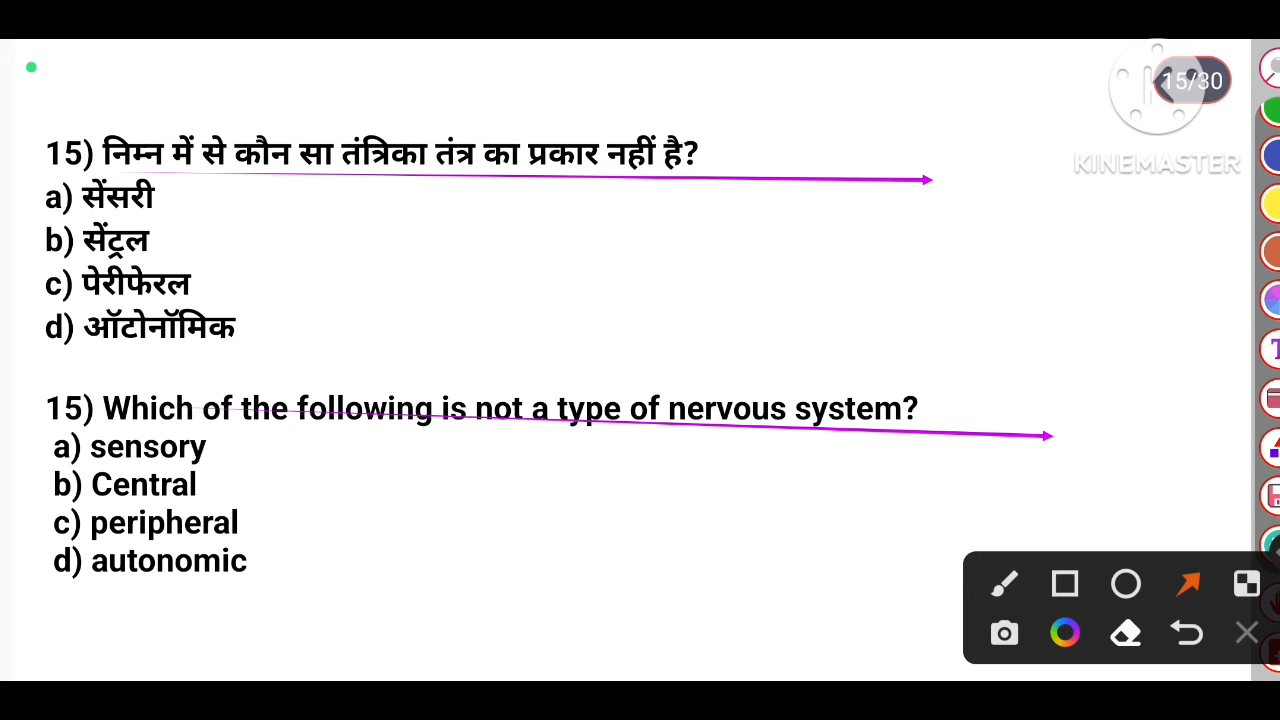 15/30
KINEMASTER
15) निम्न में से कौन सा तंत्रिका तंत्र का प्रकार नहीं है?
a) सेंसरी
b) सेंट्रल
c) पेरीफेरल
d) ऑटोनॉमिक
15) Which of the following is not a type of nervous system?
a) sensory
b) Central
c) peripheral
d) autonomic